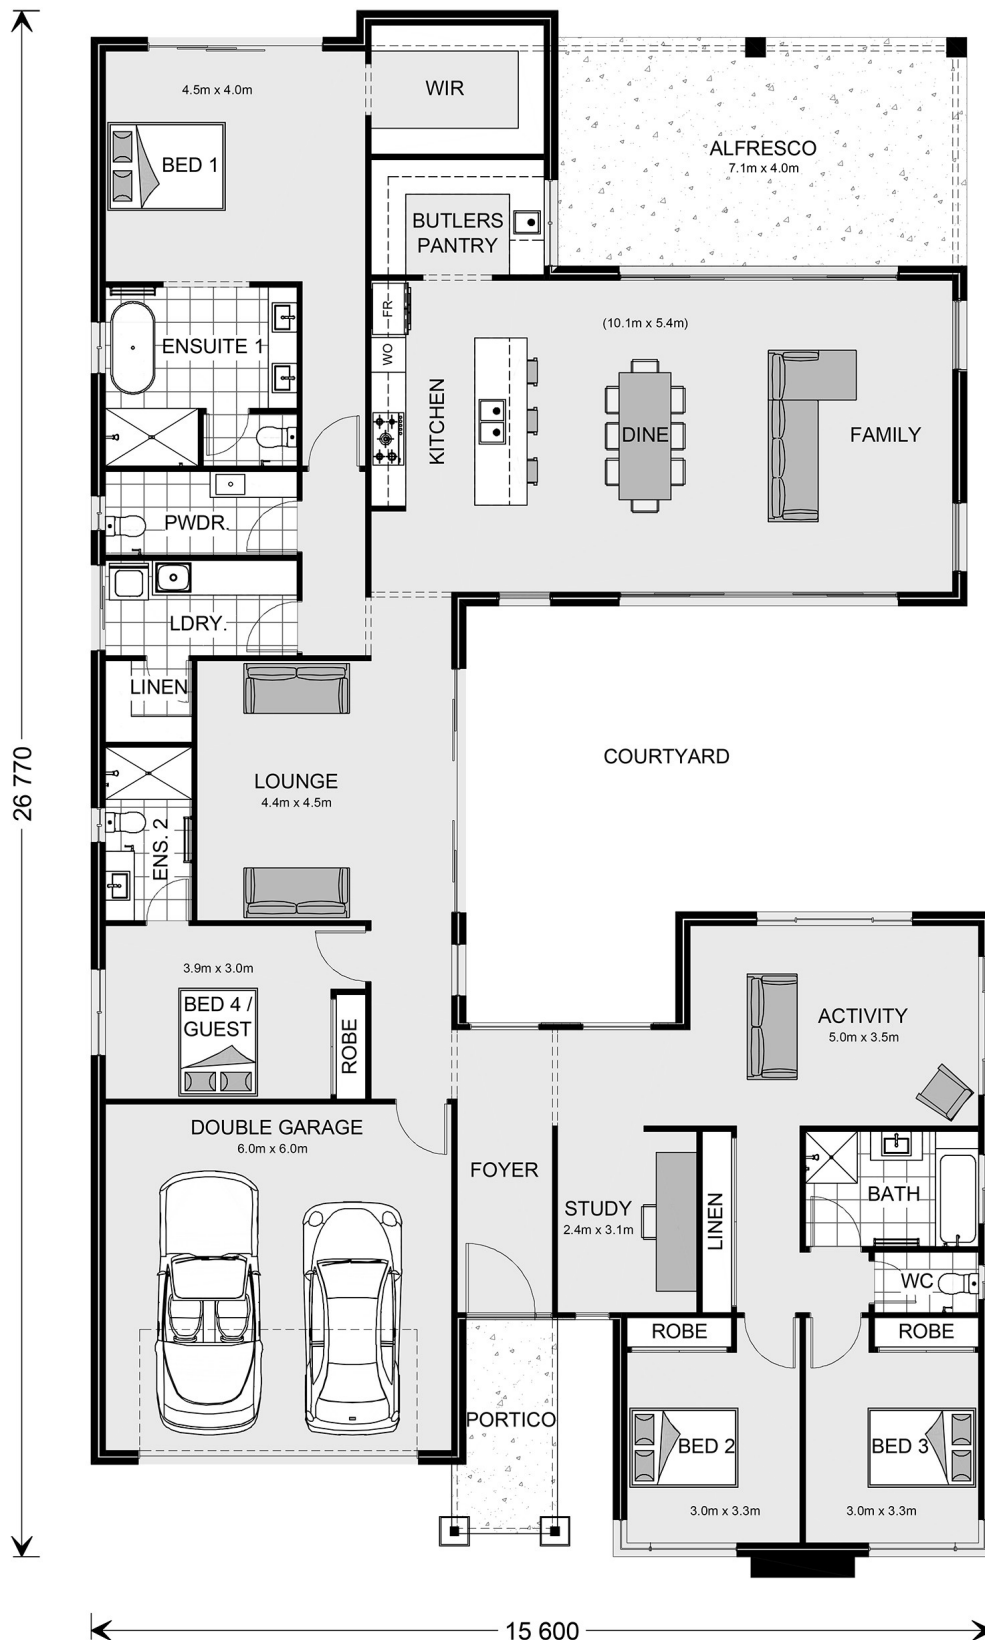 4.5m x 4.0m
BED 1
WIR
ALFRESCO
7.1m x 4.0m
BUTLERS
PANTRY
ENSUITE 1
FR
WO
KITCHEN
(10.1m x 5.4m)
DINE
FAMILY
PWDR.
LDRY.
LINEN
LOUNGE
4.4m x 4.5m
COURTYARD
ENS. 2
3.9m x 3.0m
BED 4 /
GUEST
ROBE
ACTIVITY
5.0m x 3.5m
DOUBLE GARAGE
6.0m x 6.0m
FOYER
STUDY
2.4m x 3.1m
LINEN
BATH
WC
ROBE
ROBE
PORTICO
BED 2
3.0m x 3.3m
BED 3
3.0m x 3.3m
26 770
15 600